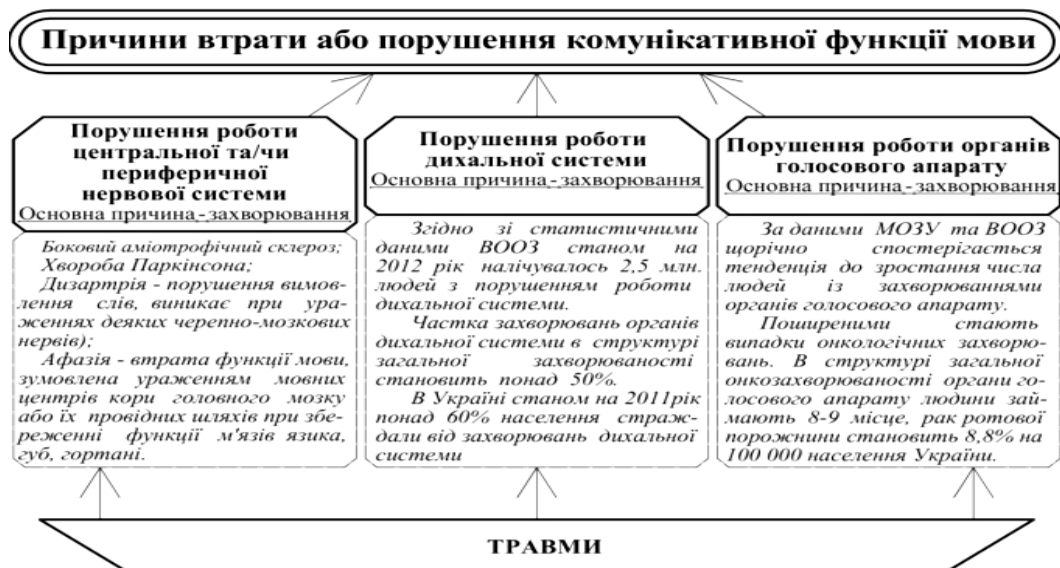 Причини втрати або порушення комунікативної функції мови
Порушення роботи
центральної та/чи
периферичної
нервової системи
Основна причина-захворювання
Боковий аміотрофічний склероз;
Хвороба Паркінсона;
Дизартрія - порушення вимов-
лення слів, виникає при ура-
женнях деяких черепно-мозкових
нервів);
Афазія - втрата функції мови,
зумовлена ураженням мовних
центрів кори головного мозку
або їх провідних шляхів при збе-
реженні функції м'язів язика,
губ, гортані.
Порушення роботи
дихальної системи
Основна причина-захворювання
Згідно зі статистичними
даними ВООЗ станом на
2012 рік налічувалось 2,5 млн.
людей з порушенням роботи
дихальної системи.
Частка захворювань органів
дихальної системи в структурі
загальної захворюваності
становить понад 50%.
В Україні станом на 2011рік
понад 60% населення страж-
дали від захворювань дихальної
системи
Порушення роботи органів
голосового апарату
Основна причина-захворювання
За даними МОЗУ та ВООЗ
щорічно спостерігається
тенденція до зростання числа
людей із захворюваннями
органів голосового апарату.
Поширеними стають
випадки онкологічних захворю-
вань. В структурі загальної
онкозахворюваності органи го-
лосового апарату людини зай-
мають 8-9 місце, рак ротової
порожнини становить 8,8% на
100 000 населення України.
ТРАВМИ